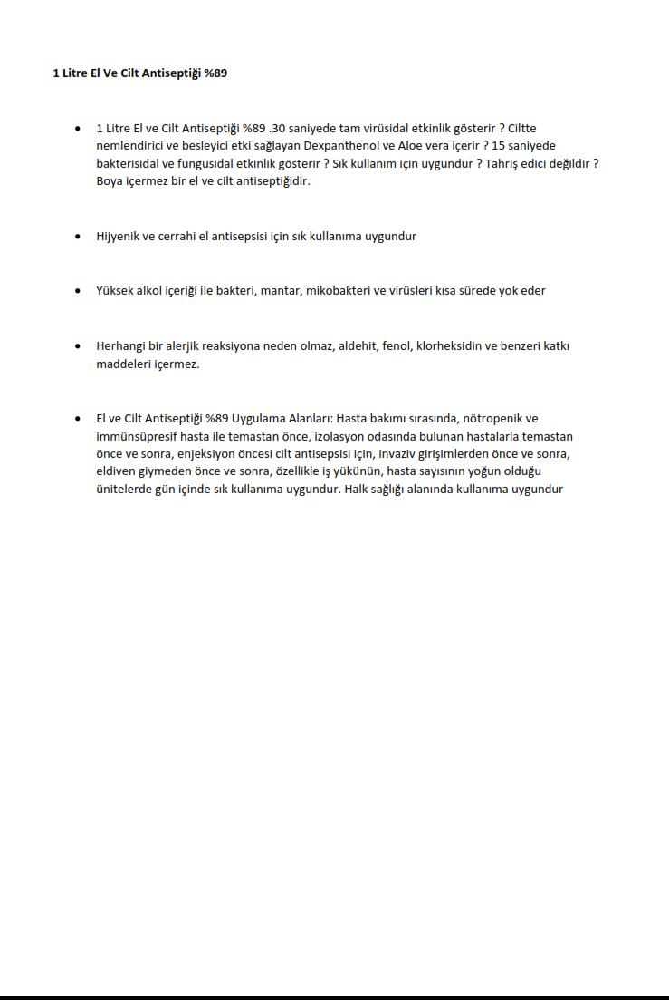 1 Litre El Ve Cilt Antiseptiği %89
• 1 Litre El ve Cilt Antiseptiği %89 .30 saniyede tam virüsidal etkinlik gösterir ? Ciltte
nemlendirici ve besleyici etki sağlayan Dexpanthenol ve Aloe vera içerir ? 15 saniyede
bakterisidal ve fungusidal etkinlik gösterir ? Sık kullanım için uygundur ? Tahriş edici değildir ?
Boya içermez bir el ve cilt antiseptiğidir.
• Hijyenik ve cerrahi el antisepsisi için sık kullanıma uygundur
• Yüksek alkol içeriği ile bakteri, mantar, mikobakteri ve virüsleri kısa sürede yok eder
• Herhangi bir alerjik reaksiyona neden olmaz, aldehit, fenol, klorheksidin ve benzeri katkı
maddeleri içermez.
• El ve Cilt Antiseptiği %89 Uygulama Alanları: Hasta bakımı sırasında, nötropenik ve
immünsüpresif hasta ile temastan önce, izolasyon odasında bulunan hastalarla temastan
önce ve sonra, enjeksiyon öncesi cilt antisepsisi için, invaziv girişimlerden önce ve sonra,
eldiven giymeden önce ve sonra, özellikle iş yükünün, hasta sayısının yoğun olduğu
ünitelerde gün içinde sık kullanıma uygundur. Halk sağlığı alanında kullanıma uygundur